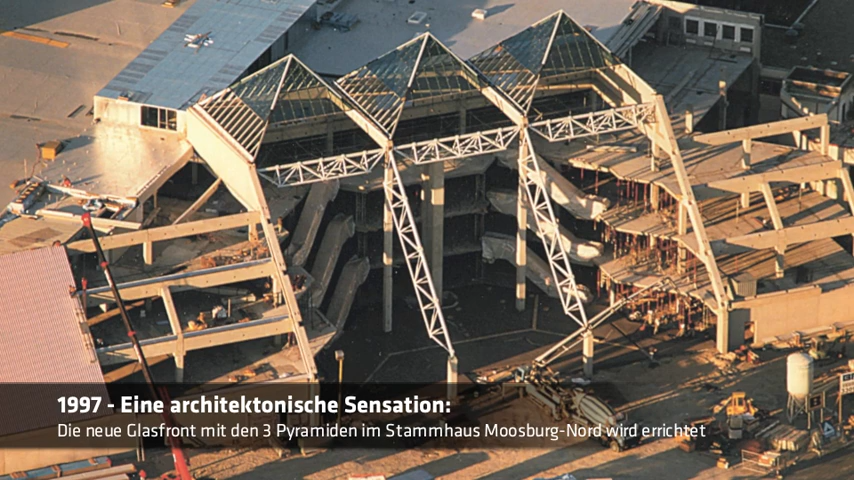 1997 - Eine architektonische Sensation:
Die neue Glasfront mit den 3 Pyramiden im Stammhaus Moosburg-Nord wird errichtet